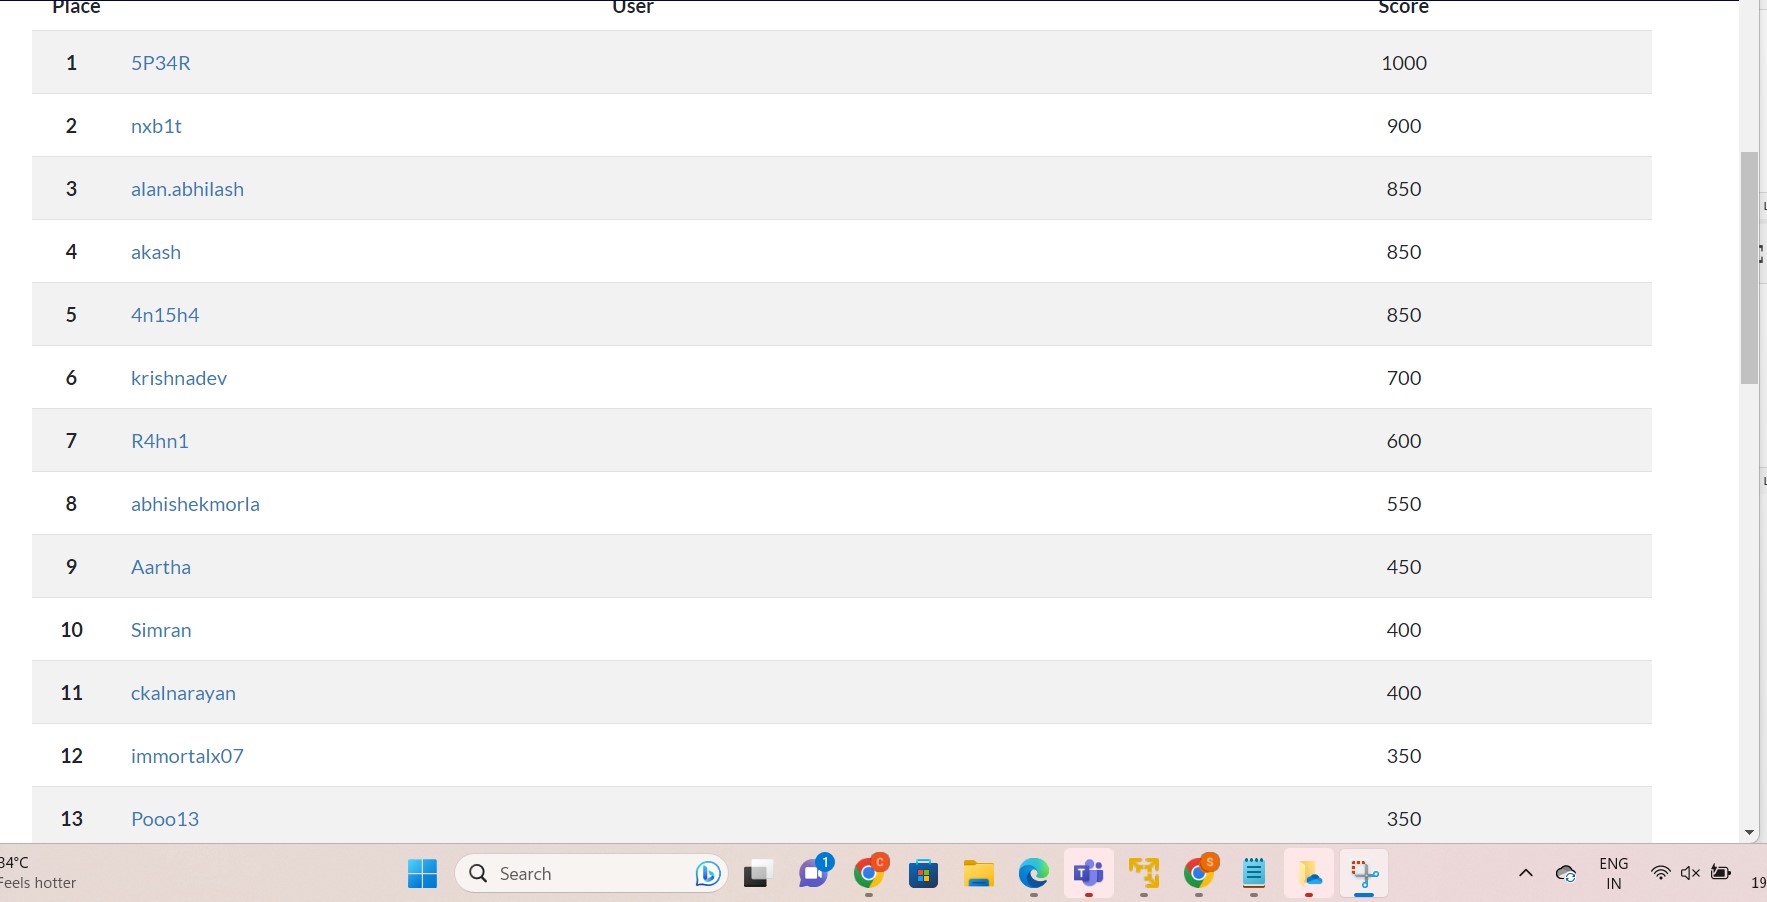 Place User Score
1 5P34R 1000
2 nxb1t 900
3 alan.abhilash 850
4 akash 850
5 4n15h4 850
6 krishnadev 700
7 R4hn1 600
8 abhishekmorla 550
9 Aartha 450
10 Simran 400
11 ckalnarayan 400
12 immortalx07 350
13 Pooo13 350
34°C
Feels hotter
Search
1
C
S
ENG
IN
19